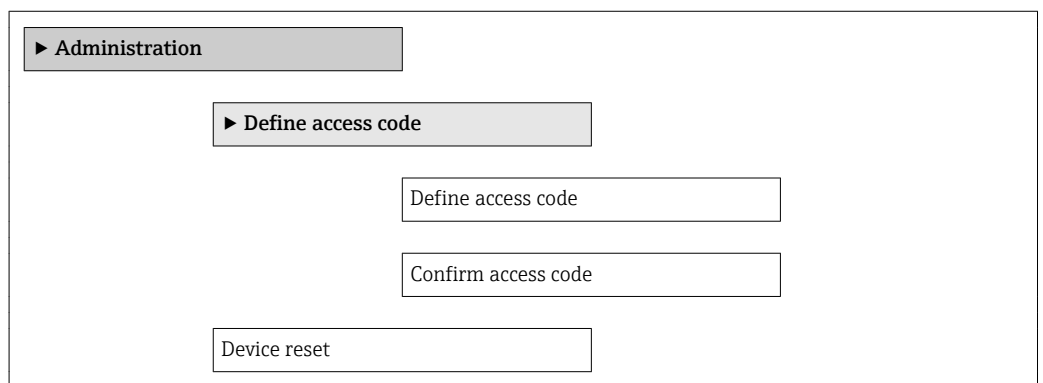 ▶ Administration
▶ Define access code
Define access code
Confirm access code
Device reset